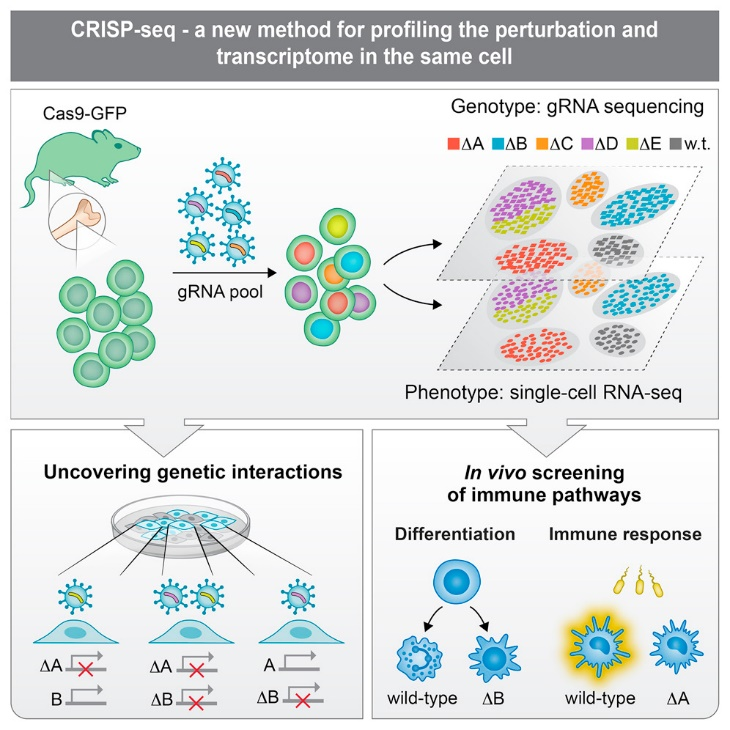 CRISP-seq - a new method for profiling the perturbation and
transcriptome in the same cell
Cas9-GFP
gRNA pool
Genotype: gRNA sequencing
ΔA ΔB ΔC ΔD ΔE w.t.
Phenotype: single-cell RNA-seq
Uncovering genetic interactions
ΔA
B
ΔA
ΔB
A
ΔB
In vivo screening
of immune pathways
Differentiation
Immune response
wild-type
ΔB
wild-type
ΔA